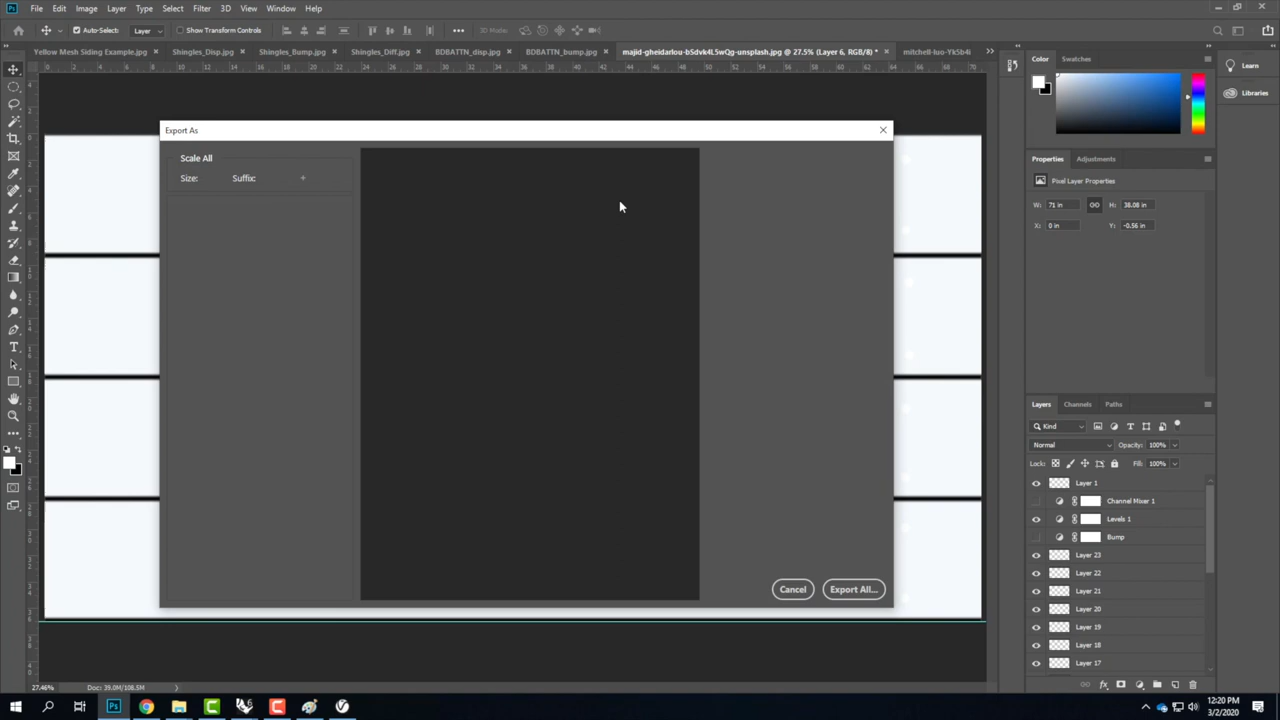 File Edit Image Layer Type Select Filter 3D View Window Help
Auto-Select: Layer Show Transform Controls 3D Mode:
Yellow Mesh Siding Example.jpg × Shingles_Disp.jpg × Shingles_Bump.jpg × Shingles_Diff.jpg × BDBATTN_disp.jpg × BDBATTN_bump.jpg × majid-gheidarlou-bSdvk4L5wQg-unsplash.jpg @ 27.5% (Layer 6, RGB/8) * × mitchell-loo-Yk5b4i
Export As
Scale All
Size: Suffix: +
Cancel Export All...
Color Swatches
Learn
Libraries
Properties Adjustments
Pixel Layer Properties
W: 71 in H: 38.08 in
X: 0 in Y: -0.56 in
Layers Channels Paths
Kind
Normal Opacity: 100%
Lock: Fill: 100%
Layer 1
Channel Mixer 1
Levels 1
Bump
Layer 23
Layer 22
Layer 21
Layer 20
Layer 19
Layer 18
Layer 17
27.46% Doc: 39.0M/108.5M
12:20 PM
3/2/2020